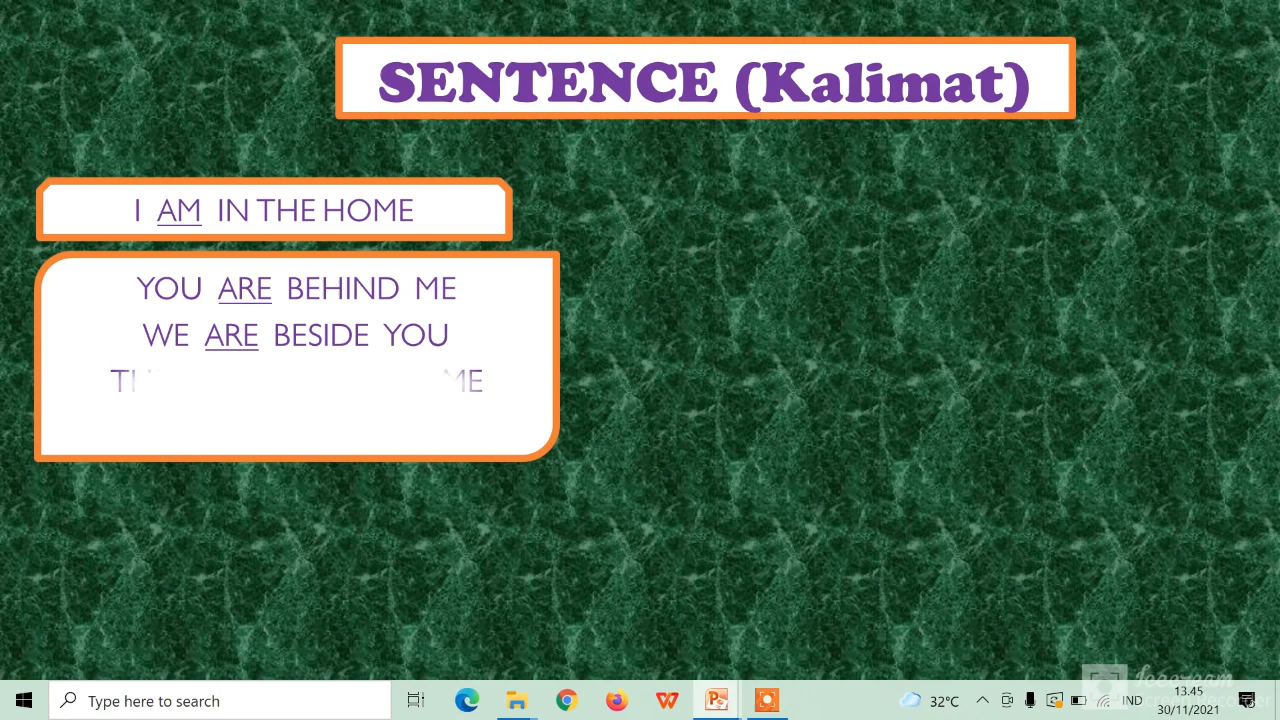 SENTENCE (Kalimat)
I AM IN THE HOME
YOU ARE BEHIND ME
WE ARE BESIDE YOU
ME
Type here to search
32°C
IND
13.45
30/11/2021